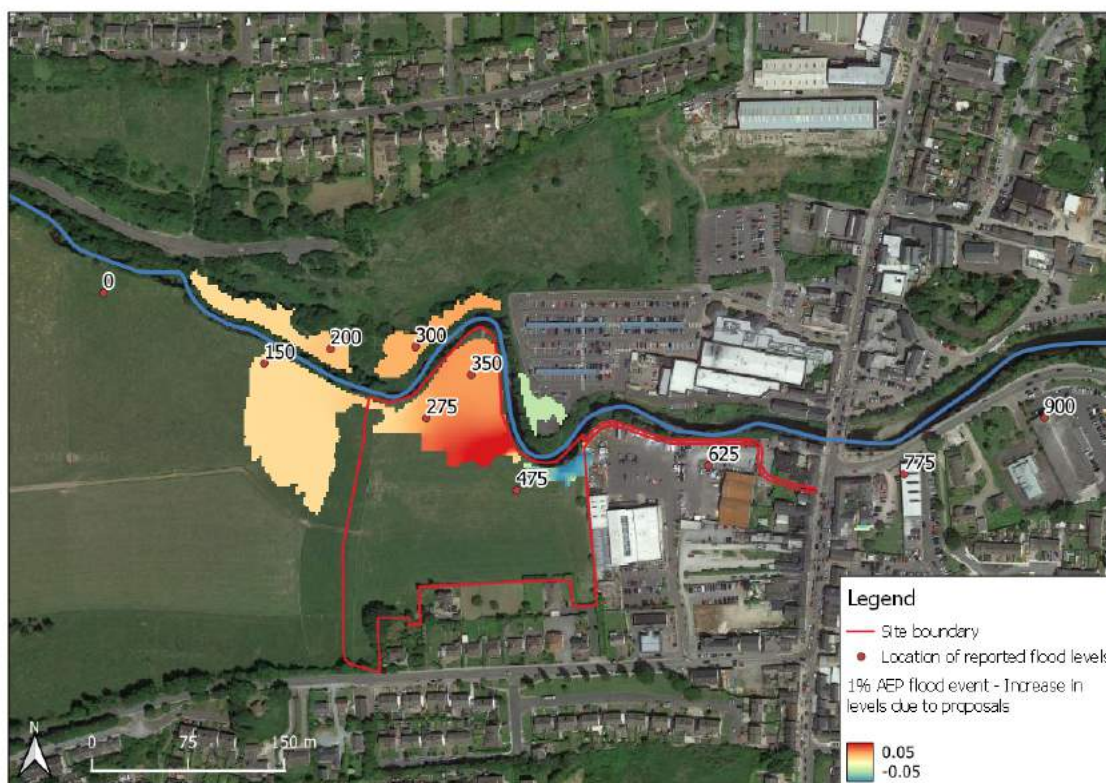 0
200
300
150
350
275
900
625
475
775
Legend
Site boundary
Location of reported flood levels
1% AEP flood event - Increase in
levels due to proposals
N
0 75 150 m
0.05
-0.05